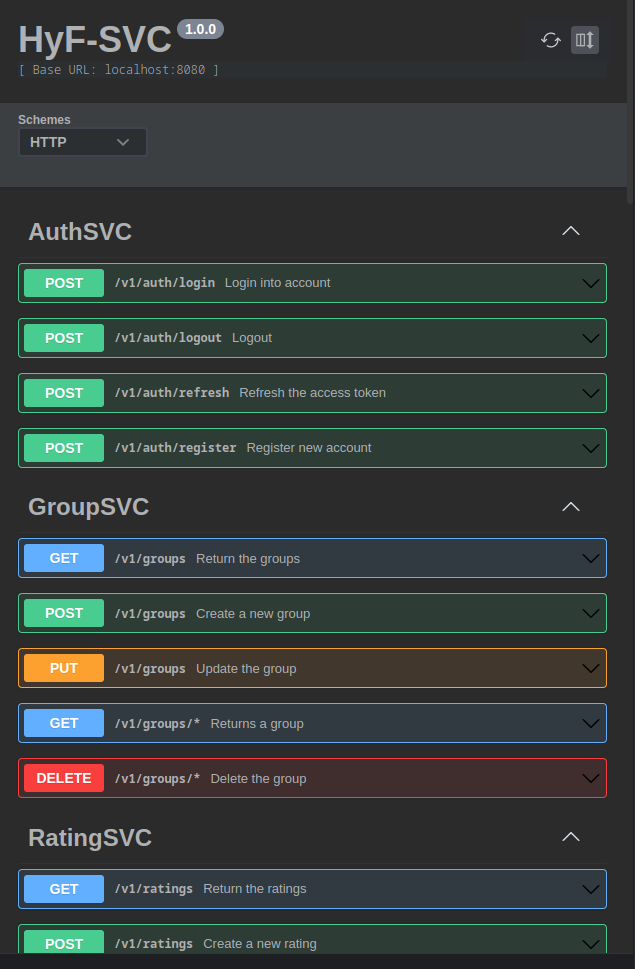 HyF-SVC 1.0.0
[ Base URL: localhost:8080 ]
Schemes
HTTP
AuthSVC
POST /v1/auth/login Login into account
POST /v1/auth/logout Logout
POST /v1/auth/refresh Refresh the access token
POST /v1/auth/register Register new account
GroupSVC
GET /v1/groups Return the groups
POST /v1/groups Create a new group
PUT /v1/groups Update the group
GET /v1/groups/* Returns a group
DELETE /v1/groups/* Delete the group
RatingSVC
GET /v1/ratings Return the ratings
POST /v1/ratings Create a new rating